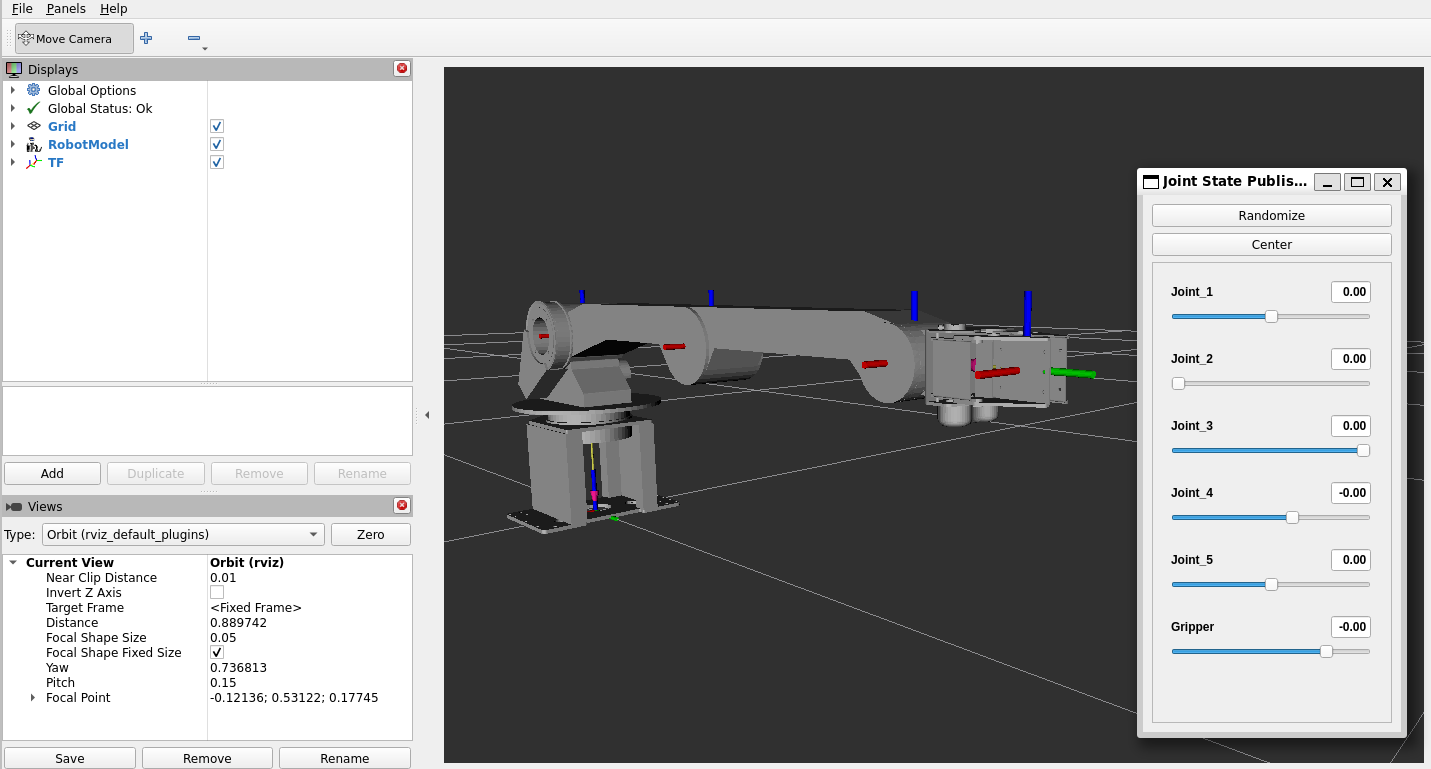 File Panels Help
Move Camera
Displays
Global Options
Global Status: Ok
Grid
RobotModel
TF
Add Duplicate Remove Rename
Views
Type: Orbit (rviz_default_plugins) Zero
Current View Orbit (rviz)
Near Clip Distance 0.01
Invert Z Axis
Target Frame <Fixed Frame>
Distance 0.889742
Focal Shape Size 0.05
Focal Shape Fixed Size
Yaw 0.736813
Pitch 0.15
Focal Point -0.12136; 0.53122; 0.17745
Save Remove Rename
Joint State Publis...
Randomize
Center
Joint_1 0.00
Joint_2 0.00
Joint_3 0.00
Joint_4 -0.00
Joint_5 0.00
Gripper -0.00